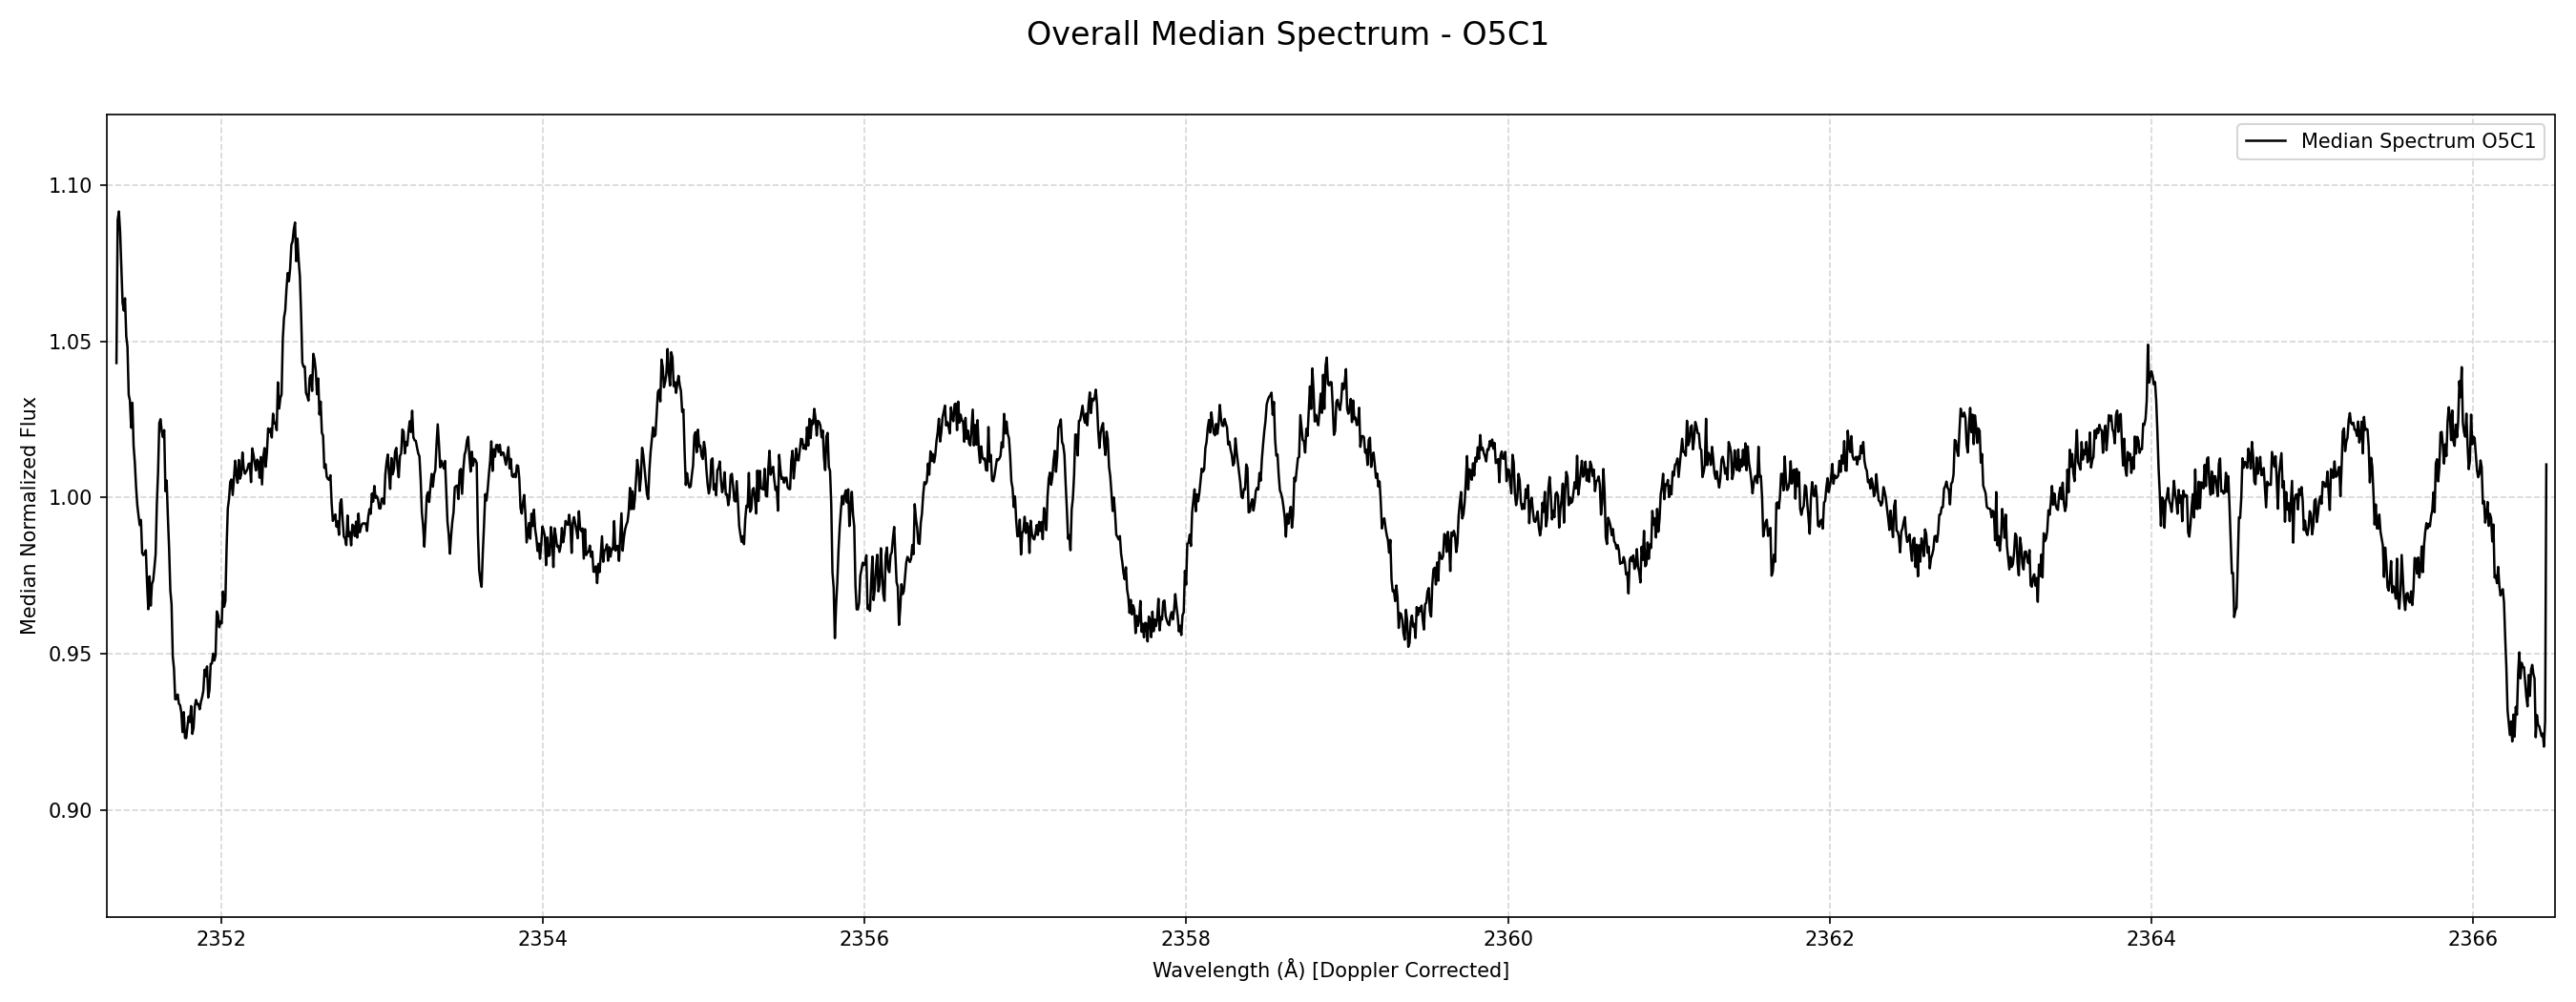 Overall Median Spectrum - O5C1
Median Spectrum O5C1
Median Normalized Flux
1.10
1.05
1.00
0.95
0.90
2352 2354 2356 2358 2360 2362 2364 2366
Wavelength (Å) [Doppler Corrected]